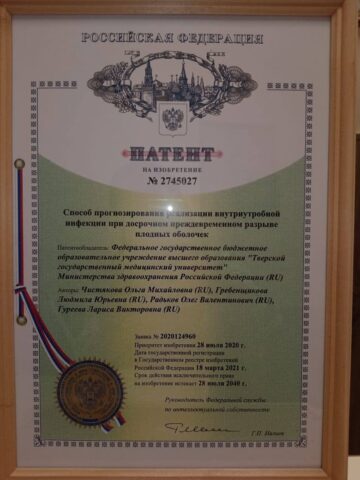 РОССИЙСКАЯ ФЕДЕРАЦИЯ
ПАТЕНТ
НА ИЗОБРЕТЕНИЕ
№ 2745027
Способ прогнозирования реализации внутриутробной
инфекции при досрочном преждевременном разрыве
плодных оболочек
Патентообладатель: Федеральное государственное бюджетное
образовательное учреждение высшего образования "Тверской
государственный медицинский университет"
Министерства здравоохранения Российской Федерации (RU)
Авторы: Чистякова Ольга Михайловна (RU), Гребенщикова
Людмила Юрьевна (RU), Радьков Олег Валентинович (RU),
Гуреева Лариса Викторовна (RU)
Заявка № 2020124960
Приоритет изобретения 28 июля 2020 г.
Дата государственной регистрации
в Государственном реестре изобретений
Российской Федерации 18 марта 2021 г.
Срок действия исключительного права
на изобретение истекает 28 июля 2040 г.
Руководитель Федеральной службы
по интеллектуальной собственности
Г.П. Ивлиев